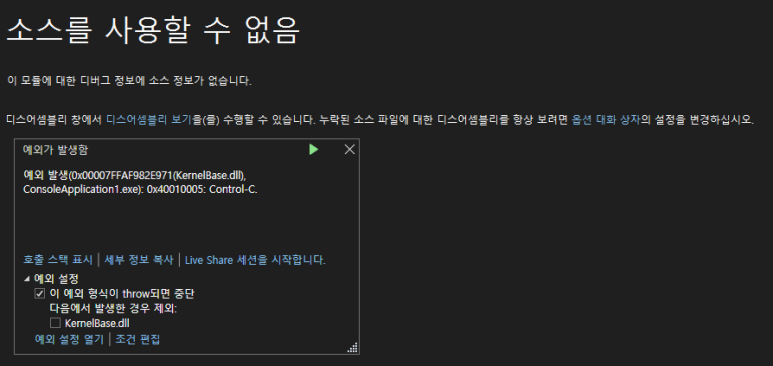 소스를 사용할 수 없음
이 모듈에 대한 디버그 정보에 소스 정보가 없습니다.
디스어셈블리 창에서 디스어셈블리 보기을(를) 수행할 수 있습니다. 누락된 소스 파일에 대한 디스어셈블리를 항상 보려면 옵션 대화 상자의 설정을 변경하십시오.
예외가 발생함
예외 발생(0x00007FFAF982E971(KernelBase.dll),
ConsoleApplication1.exe): 0x40010005: Control-C.
호출 스택 표시 | 세부 정보 복사 | Live Share 세션을 시작합니다.
예외 설정
이 예외 형식이 throw되면 중단
다음에서 발생한 경우 제외:
KernelBase.dll
예외 설정 열기 | 조건 편집